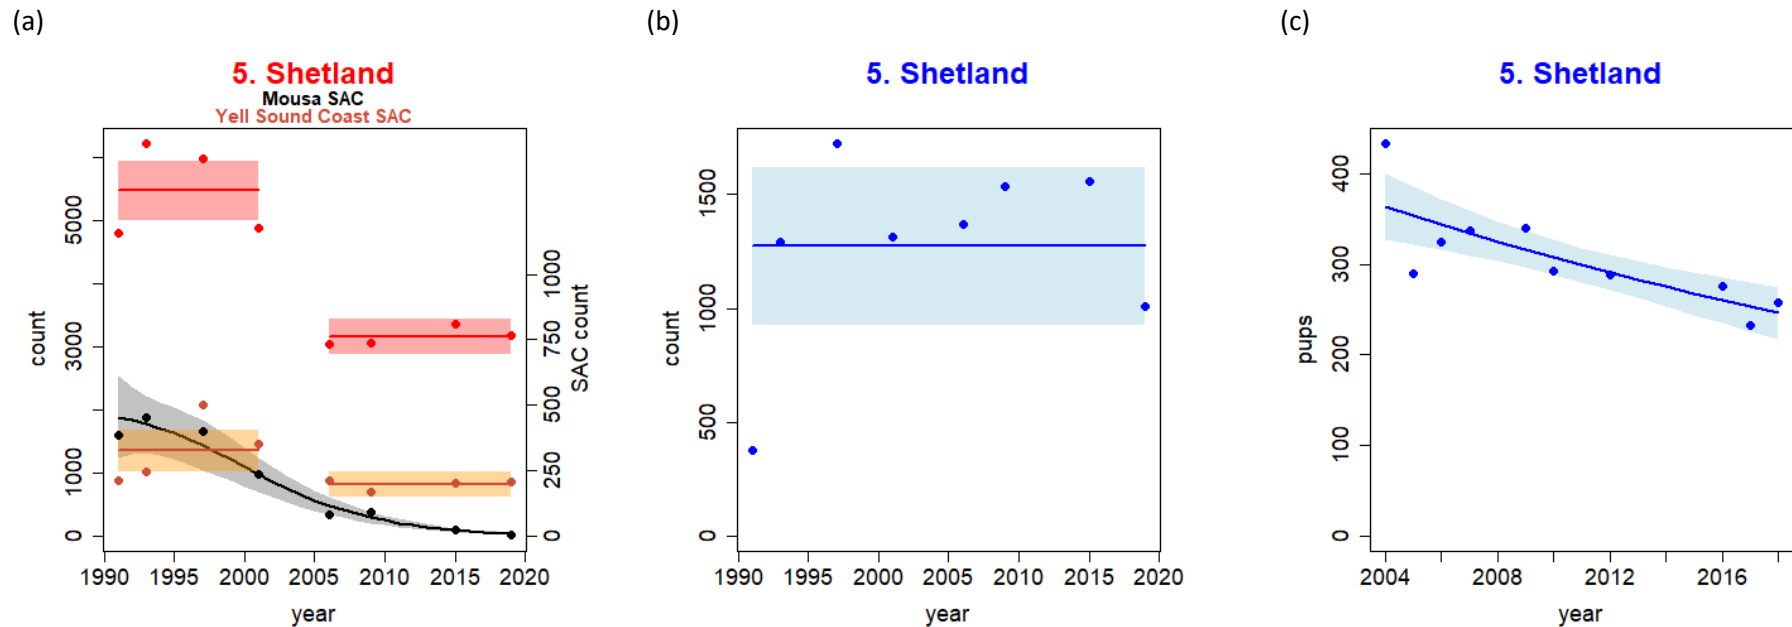 (a)
5. Shetland
Mousa SAC
Yell Sound Coast SAC
5000
3000
1000
0
count
1000
750
500
250
0
SAC count
1990 1995 2000 2005 2010 2015 2020
year
(b)
5. Shetland
1500
1000
500
0
count
1990 1995 2000 2005 2010 2015 2020
year
(c)
5. Shetland
400
300
200
100
0
pups
2004 2008 2012 2016
year